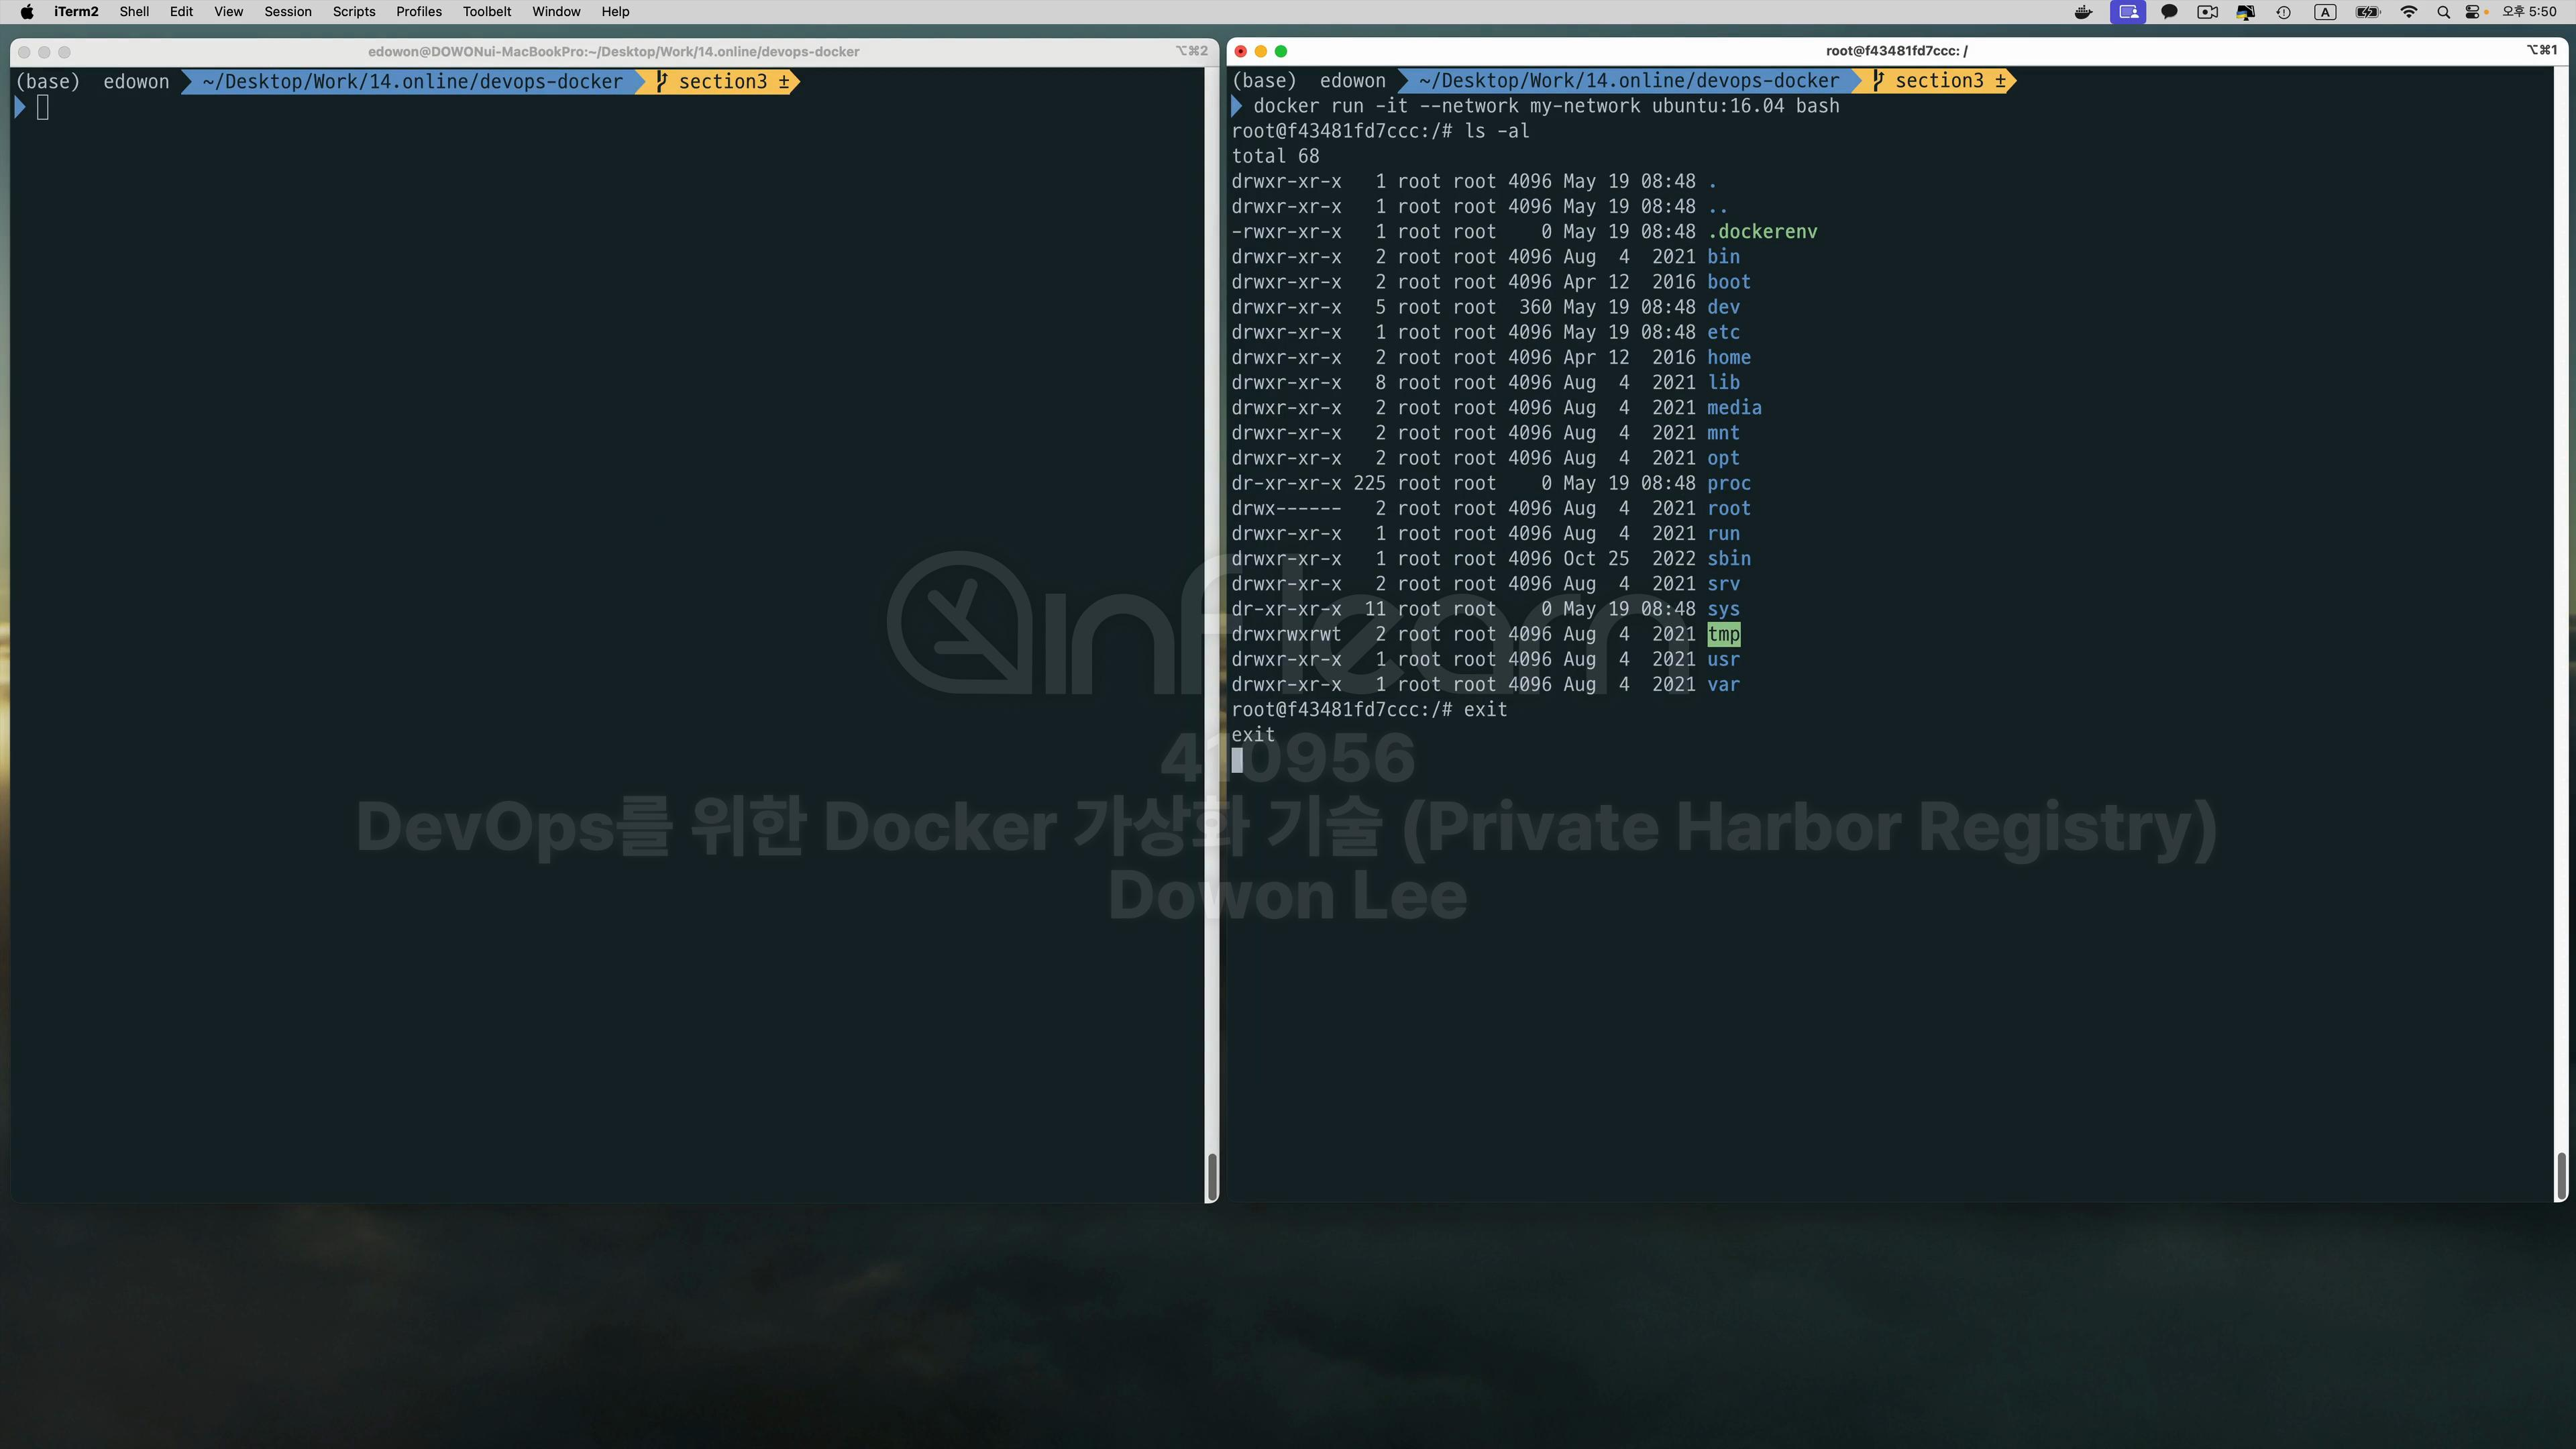 iTerm2 Shell Edit View Session Scripts Profiles Toolbelt Window Help
A 오후 5:50
edowon@DOWONui-MacBookPro:~/Desktop/Work/14.online/devops-docker ⌥⌘2
(base) edowon ~/Desktop/Work/14.online/devops-docker section3 ±
root@f43481fd7ccc: / ⌥⌘1
(base) edowon ~/Desktop/Work/14.online/devops-docker section3 ±
docker run -it --network my-network ubuntu:16.04 bash
root@f43481fd7ccc:/# ls -al
total 68
drwxr-xr-x 1 root root 4096 May 19 08:48 .
drwxr-xr-x 1 root root 4096 May 19 08:48 ..
-rwxr-xr-x 1 root root 0 May 19 08:48 .dockerenv
drwxr-xr-x 2 root root 4096 Aug 4 2021 bin
drwxr-xr-x 2 root root 4096 Apr 12 2016 boot
drwxr-xr-x 5 root root 360 May 19 08:48 dev
drwxr-xr-x 1 root root 4096 May 19 08:48 etc
drwxr-xr-x 2 root root 4096 Apr 12 2016 home
drwxr-xr-x 8 root root 4096 Aug 4 2021 lib
drwxr-xr-x 2 root root 4096 Aug 4 2021 media
drwxr-xr-x 2 root root 4096 Aug 4 2021 mnt
drwxr-xr-x 2 root root 4096 Aug 4 2021 opt
dr-xr-xr-x 225 root root 0 May 19 08:48 proc
drwx------ 2 root root 4096 Aug 4 2021 root
drwxr-xr-x 1 root root 4096 Aug 4 2021 run
drwxr-xr-x 1 root root 4096 Oct 25 2022 sbin
drwxr-xr-x 2 root root 4096 Aug 4 2021 srv
dr-xr-xr-x 11 root root 0 May 19 08:48 sys
drwxrwxrwt 2 root root 4096 Aug 4 2021 tmp
drwxr-xr-x 1 root root 4096 Aug 4 2021 usr
drwxr-xr-x 1 root root 4096 Aug 4 2021 var
root@f43481fd7ccc:/# exit
exit
inflearn
410956
DevOps를 위한 Docker 가상화 기술 (Private Harbor Registry)
Dowon Lee